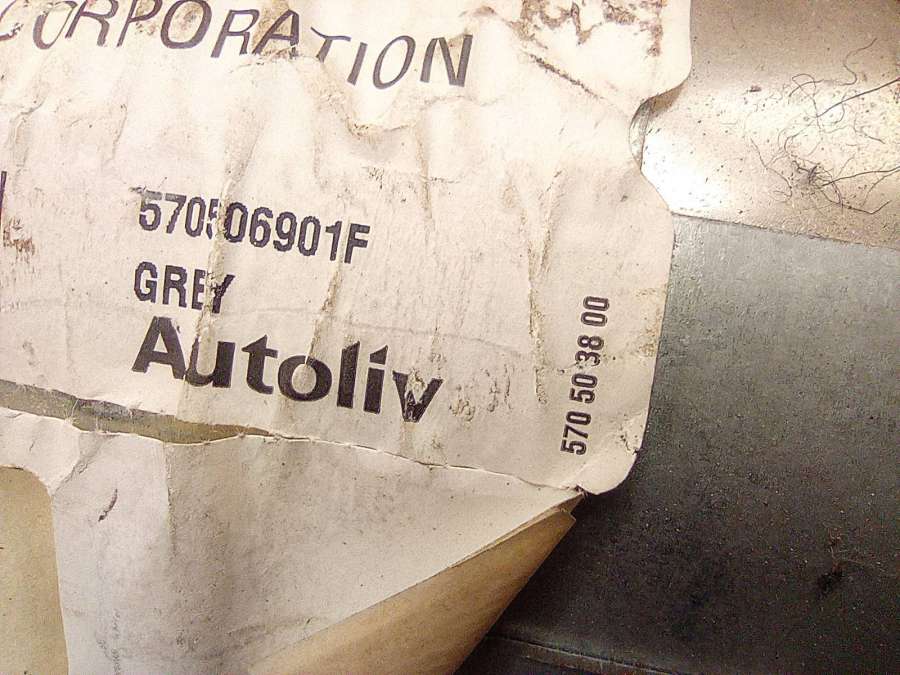 CORPORATION
570506901F
GREY
Autoliv
570 50 38 00